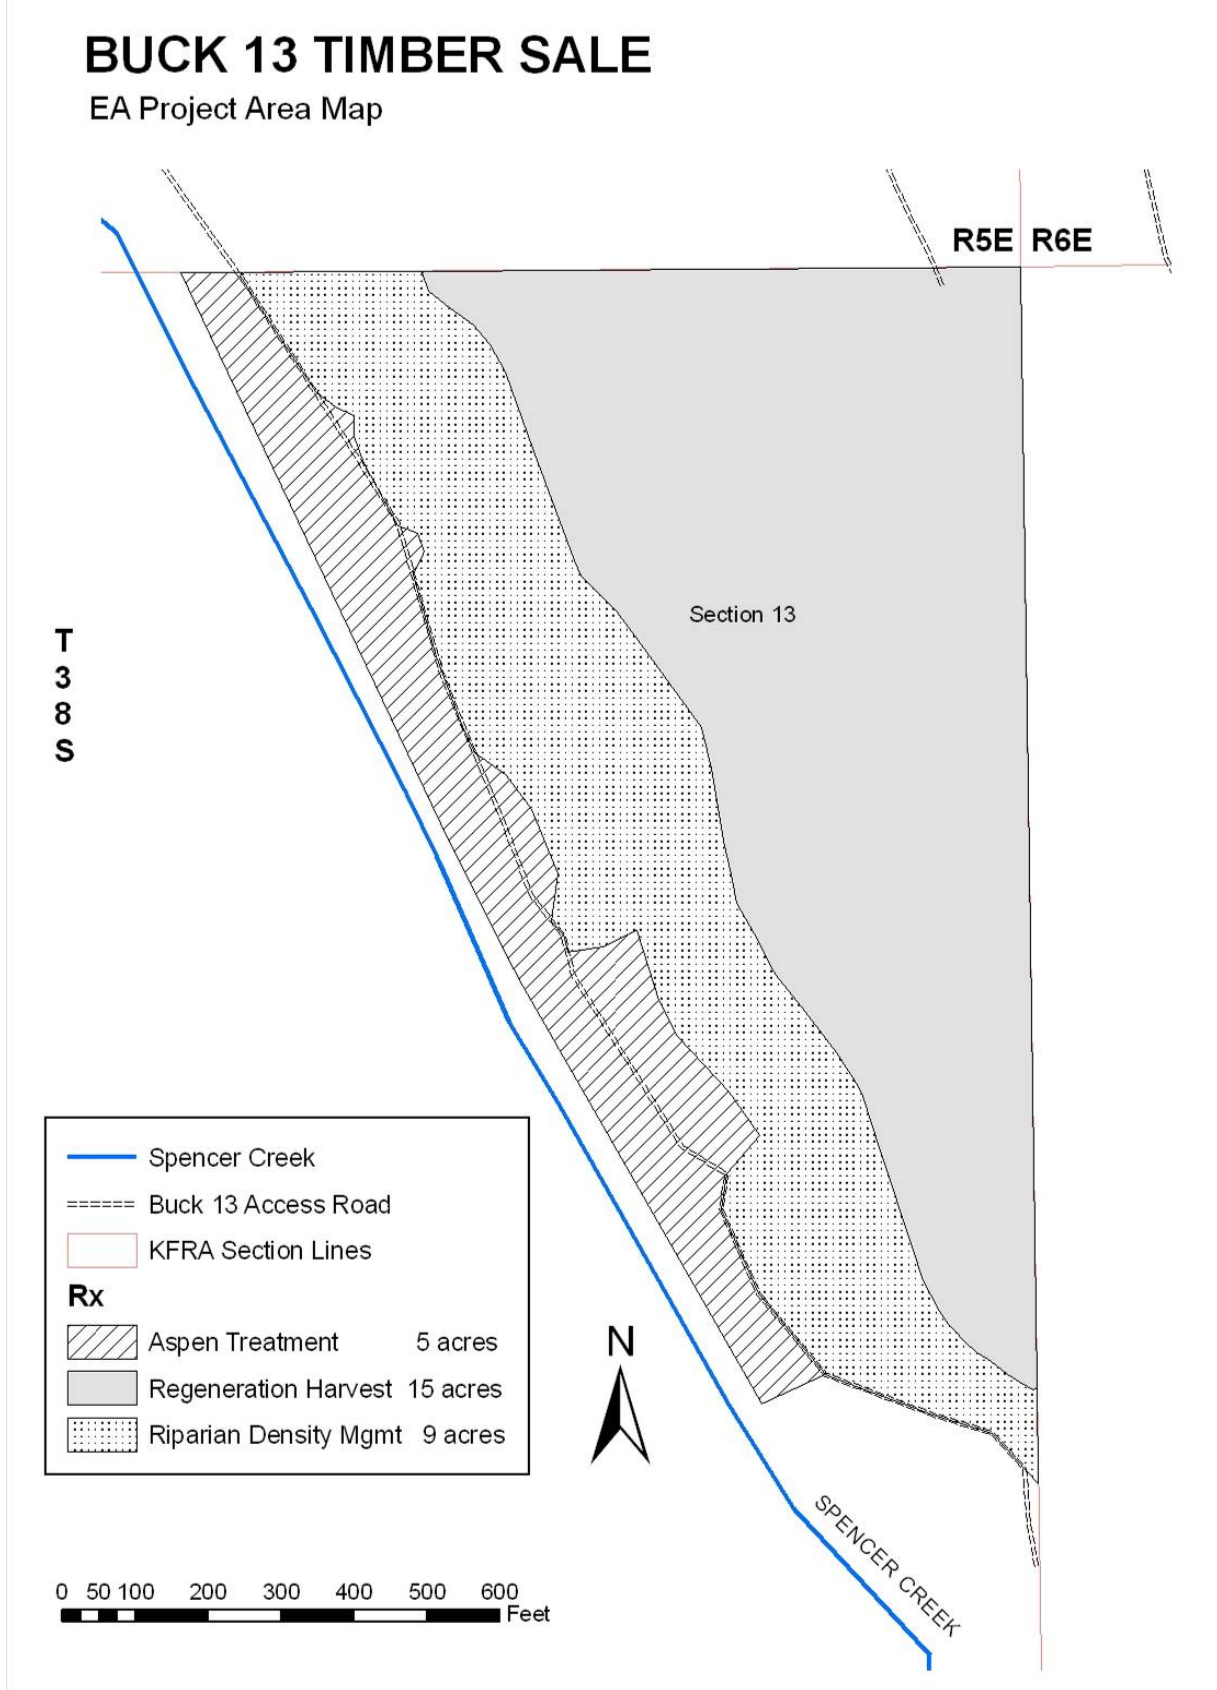 BUCK 13 TIMBER SALE
EA Project Area Map
R5E R6E
Section 13
T
3
8
S
Spencer Creek
Buck 13 Access Road
KFRA Section Lines
Rx
Aspen Treatment 5 acres
Regeneration Harvest 15 acres
Riparian Density Mgmt 9 acres
N
SPENCER CREEK
0 50 100 200 300 400 500 600
Feet